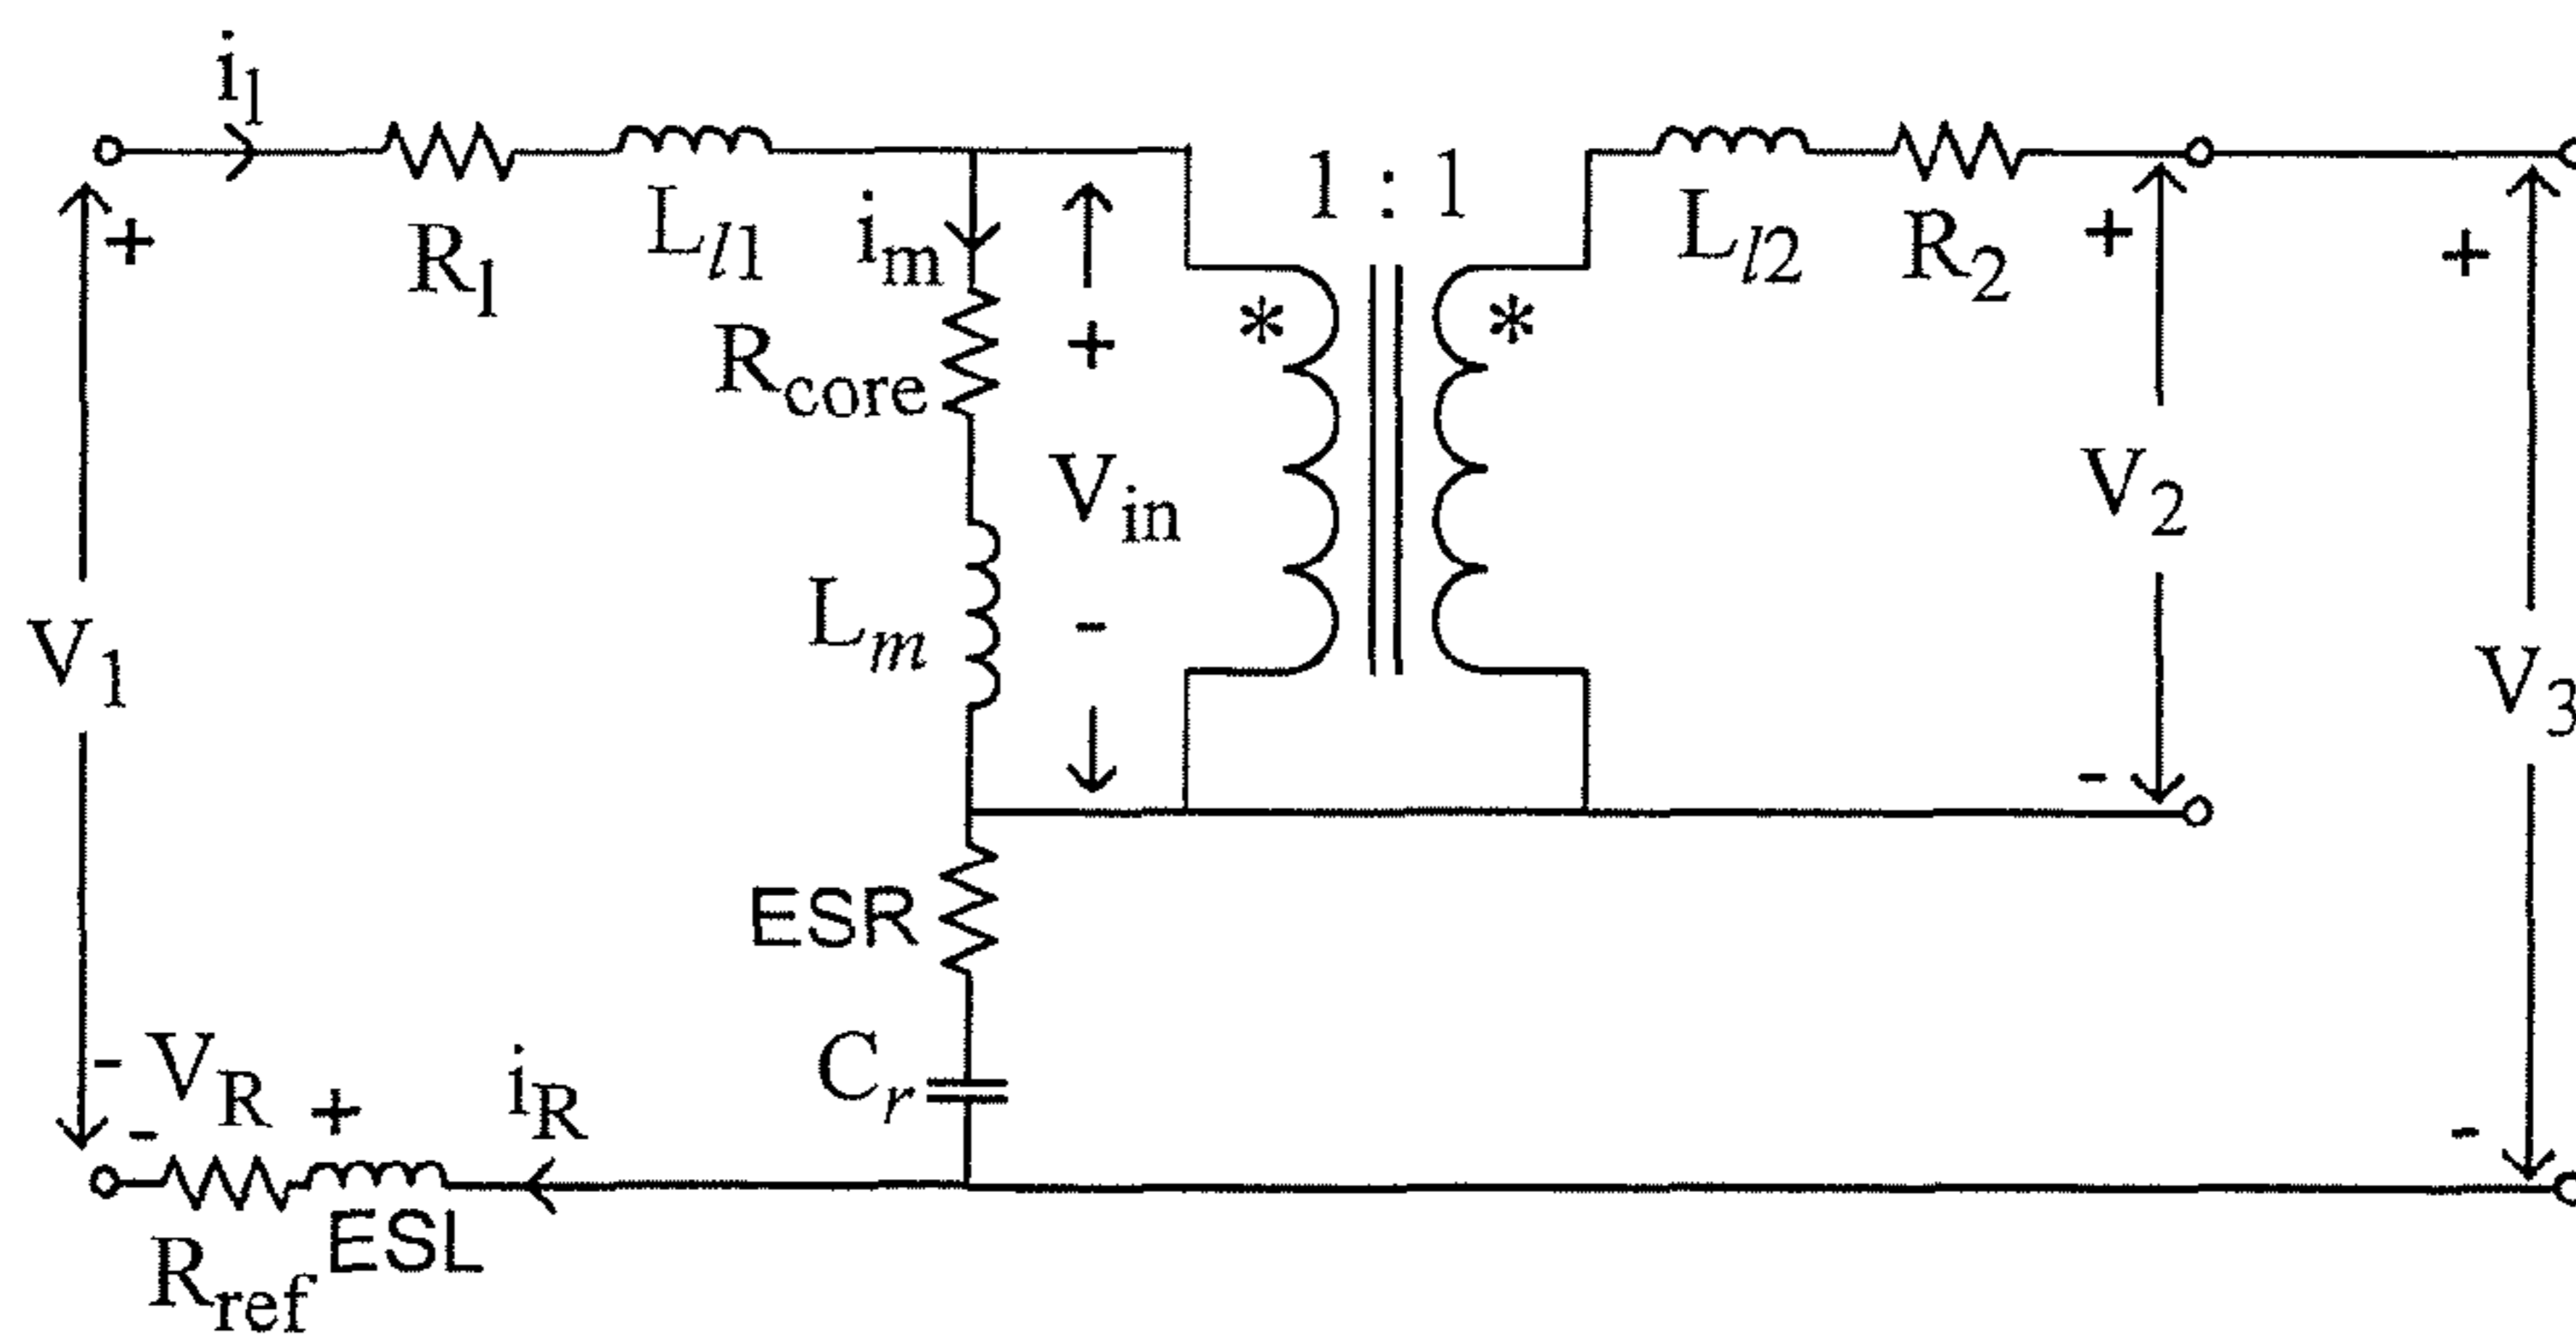 i1
R1
Ll1
im
1 : 1
Ll2
R2
+
+
+
Rcore
*
*
+
Vin
V2
Lm
-
V1
V3
-
ESR
Cr
-
VR
+
iR
-
-
Rref
ESL